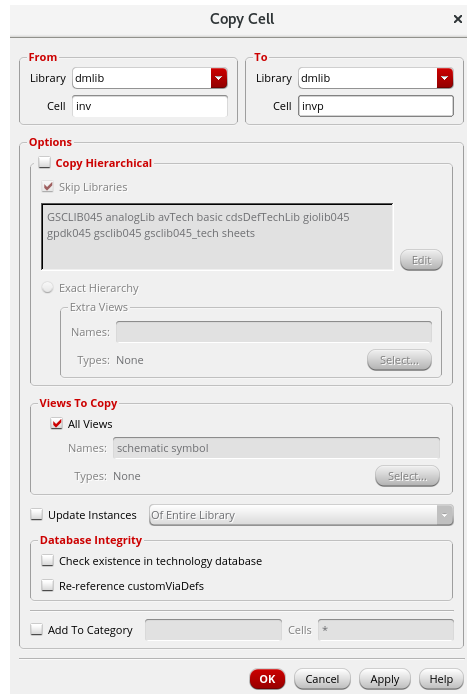 Copy Cell
From
To
Library dmlib
Library dmlib
Cell inv
Cell invp
Options
Copy Hierarchical
Skip Libraries
GSCLIB045 analogLib avTech basic cdsDefTechLib giolib045
gpdk045 gsclib045 gsclib045_tech sheets
Edit
Exact Hierarchy
Extra Views
Names:
Types: None
Select...
Views To Copy
All Views
Names: schematic symbol
Types: None
Select...
Update Instances Of Entire Library
Database Integrity
Check existence in technology database
Re-reference customViaDefs
Add To Category
Cells *
OK Cancel Apply Help